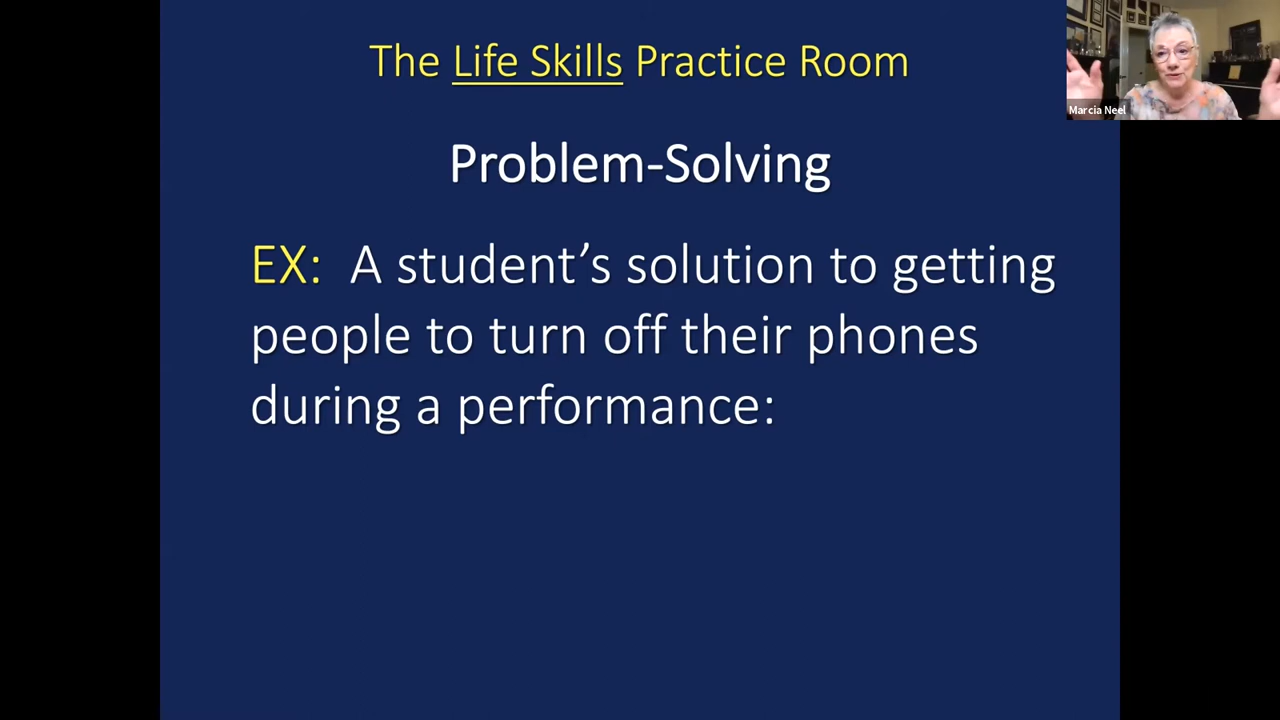 The Life Skills Practice Room
Marcia Neel
Problem-Solving
EX: A student’s solution to getting
people to turn off their phones
during a performance: